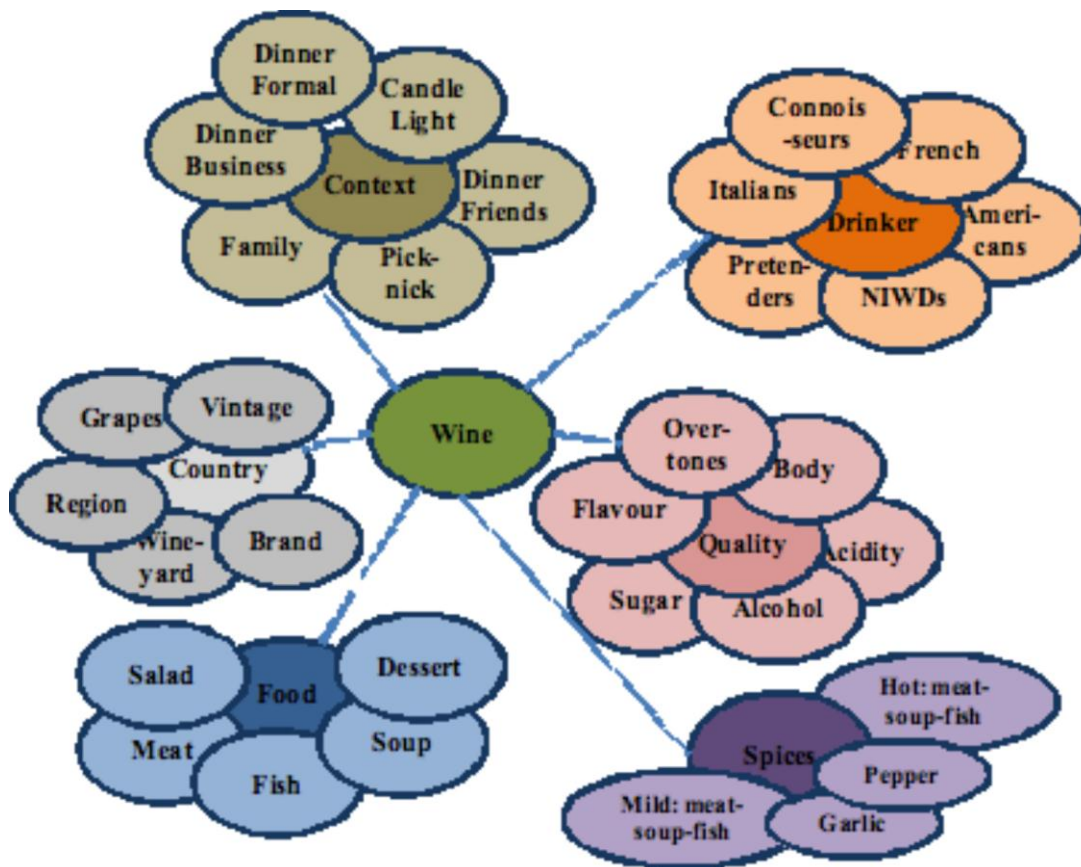 Dinner
Formal
Candle
Light
Dinner
Business
Context
Dinner
Friends
Family
Pick-
nick
Connois
-seurs
French
Italians
Drinker
Ameri-
cans
Preten-
ders
NIWDs
Grapes
Vintage
Country
Region
Wine-
yard
Brand
Wine
Over-
tones
Body
Flavour
Quality
Acidity
Sugar
Alcohol
Salad
Food
Dessert
Meat
Fish
Soup
Spices
Hot: meat-
soup-fish
Pepper
Mild: meat-
soup-fish
Garlic